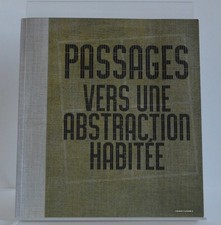 PASSAGES
VERS UNE
ABSTRACTION
HABITÉE